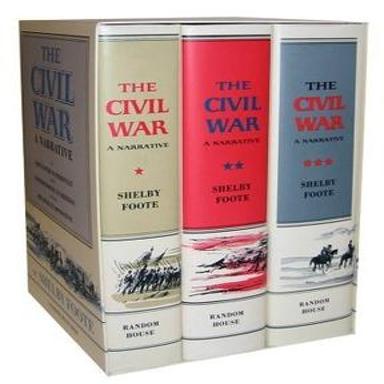 THE
CIVIL
WAR
A NARRATIVE
SHELBY
FOOTE
THE
CIVIL
WAR
A NARRATIVE
★
SHELBY
FOOTE
RANDOM
HOUSE
THE
CIVIL
WAR
A NARRATIVE
★★
SHELBY
FOOTE
RANDOM
HOUSE
THE
CIVIL
WAR
A NARRATIVE
★★★
SHELBY
FOOTE
RANDOM
HOUSE